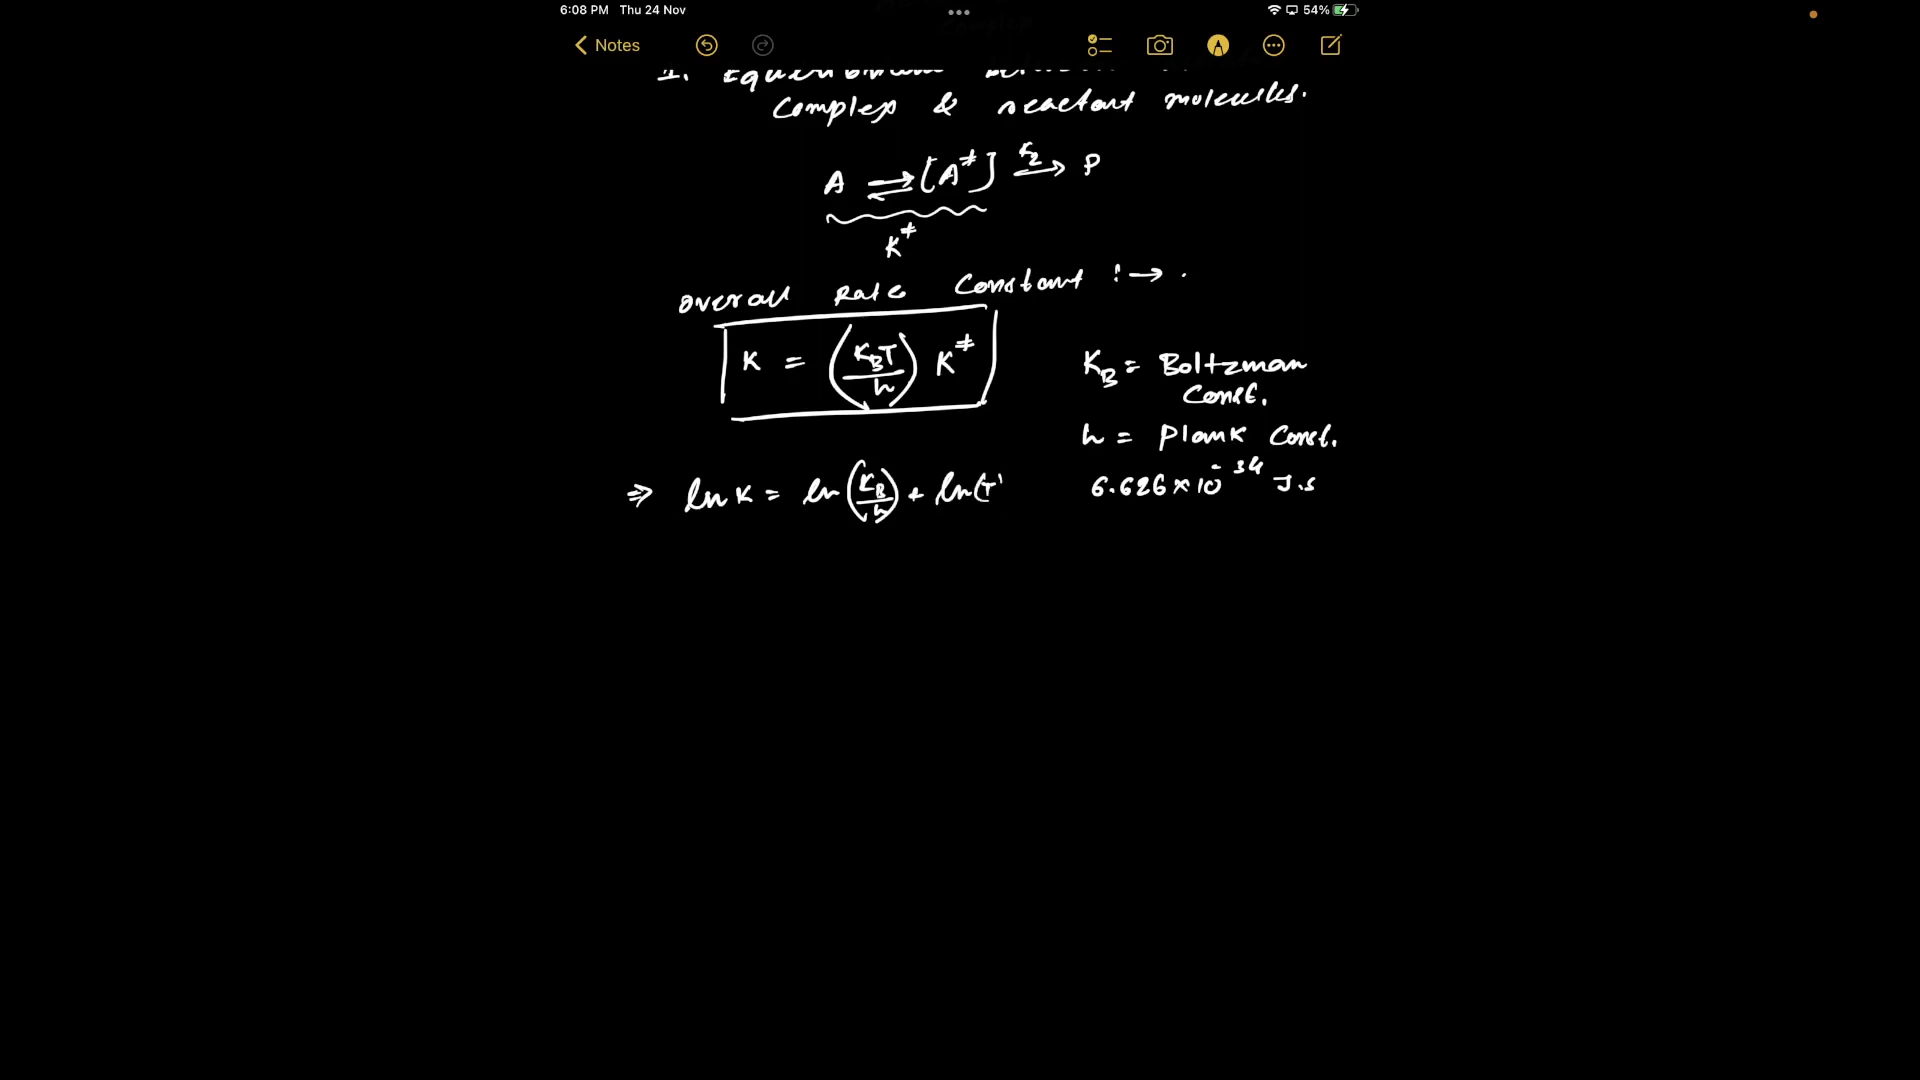 6:08 PM Thu 24 Nov
54%
Notes
complex & reactant molecules.
A ⇌ [A≠] →K2 P
K≠
overall Rate Constant :→ .
K = (KBT/h) K≠
KB = Boltzman
Const.
h = Plank Const.
6.626×10^-34 J.s
⇒ ln K = ln(KB/h) + ln(T)